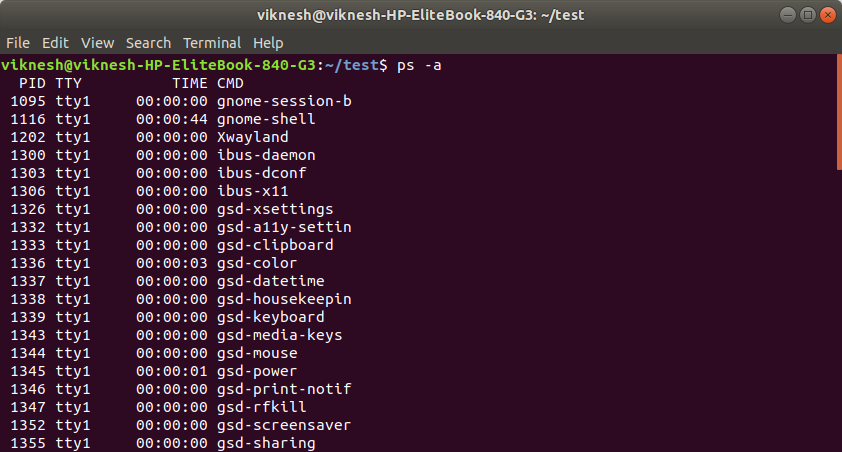 viknesh@viknesh-HP-EliteBook-840-G3: ~/test
File Edit View Search Terminal Help
viknesh@viknesh-HP-EliteBook-840-G3:~/test$ ps -a
  PID TTY          TIME CMD
 1095 tty1     00:00:00 gnome-session-b
 1116 tty1     00:00:44 gnome-shell
 1202 tty1     00:00:00 Xwayland
 1300 tty1     00:00:00 ibus-daemon
 1303 tty1     00:00:00 ibus-dconf
 1306 tty1     00:00:00 ibus-x11
 1326 tty1     00:00:00 gsd-xsettings
 1332 tty1     00:00:00 gsd-a11y-settin
 1333 tty1     00:00:00 gsd-clipboard
 1336 tty1     00:00:03 gsd-color
 1337 tty1     00:00:00 gsd-datetime
 1338 tty1     00:00:00 gsd-housekeepin
 1339 tty1     00:00:00 gsd-keyboard
 1343 tty1     00:00:00 gsd-media-keys
 1344 tty1     00:00:00 gsd-mouse
 1345 tty1     00:00:01 gsd-power
 1346 tty1     00:00:00 gsd-print-notif
 1347 tty1     00:00:00 gsd-rfkill
 1352 tty1     00:00:00 gsd-screensaver
 1355 tty1     00:00:00 gsd-sharing